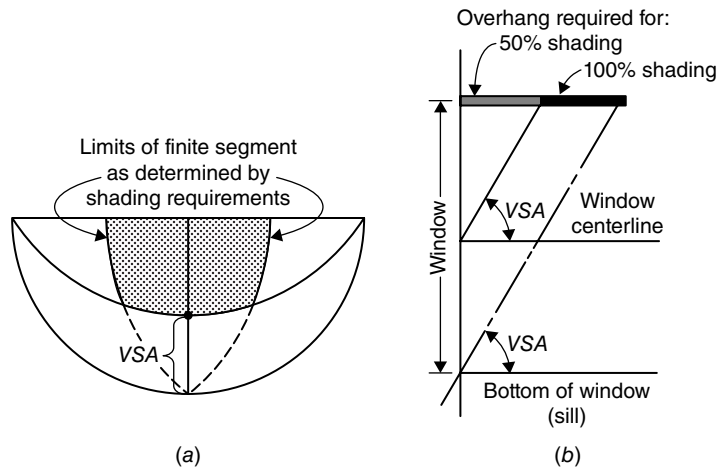 Overhang required for:
50% shading
100% shading
Limits of finite segment
as determined by
shading requirements
VSA
Window
VSA
Window
centerline
VSA
Bottom of window
(sill)
(a)
(b)